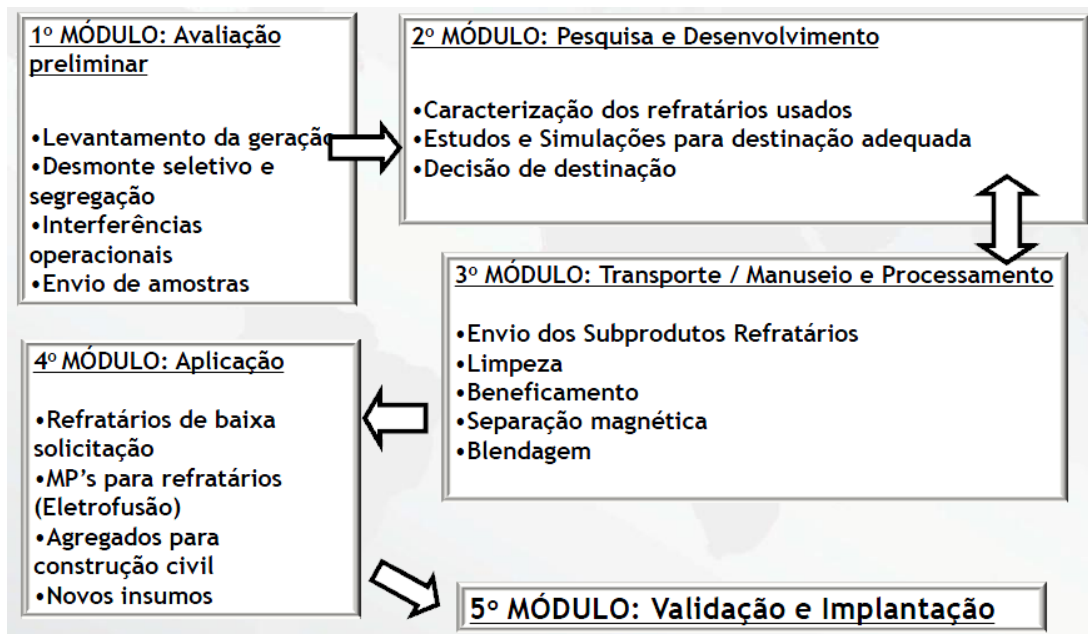 1º MÓDULO: Avaliação
preliminar
•Levantamento da geração
•Desmonte seletivo e
segregação
•Interferências
operacionais
•Envio de amostras
2º MÓDULO: Pesquisa e Desenvolvimento
•Caracterização dos refratários usados
•Estudos e Simulações para destinação adequada
•Decisão de destinação
3º MÓDULO: Transporte / Manuseio e Processamento
•Envio dos Subprodutos Refratários
•Limpeza
•Beneficamento
•Separação magnética
•Blendagem
4º MÓDULO: Aplicação
•Refratários de baixa
solicitação
•MP’s para refratários
(Eletrofusão)
•Agregados para
construção civil
•Novos insumos
5º MÓDULO: Validação e Implantação